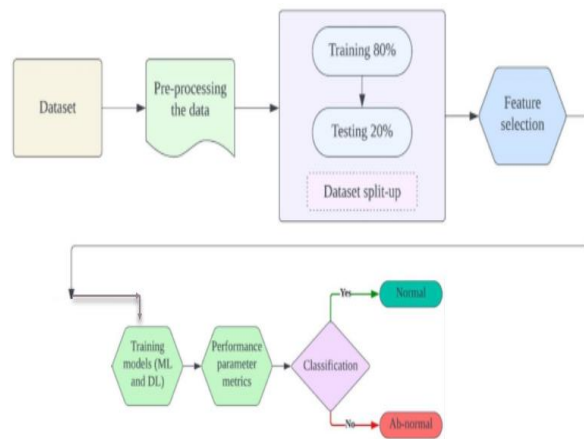 Dataset
Pre-processing
the data
Training 80%
Testing 20%
Dataset split-up
Feature
selection
Training
models (ML
and DL)
Performance
parameter
metrics
Classification
Yes
Normal
No
Ab-normal